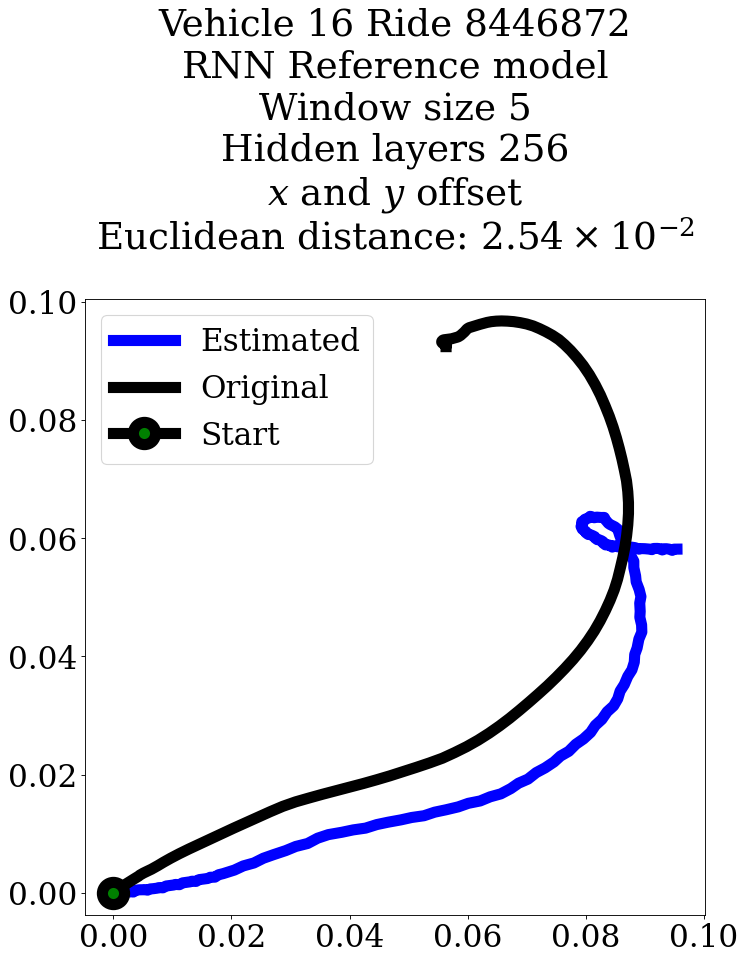 Vehicle 16 Ride 8446872
RNN Reference model
Window size 5
Hidden layers 256
x and y offset
Euclidean distance: 2.54 × 10⁻²
Estimated
Original
Start
0.10
0.08
0.06
0.04
0.02
0.00
0.00 0.02 0.04 0.06 0.08 0.10